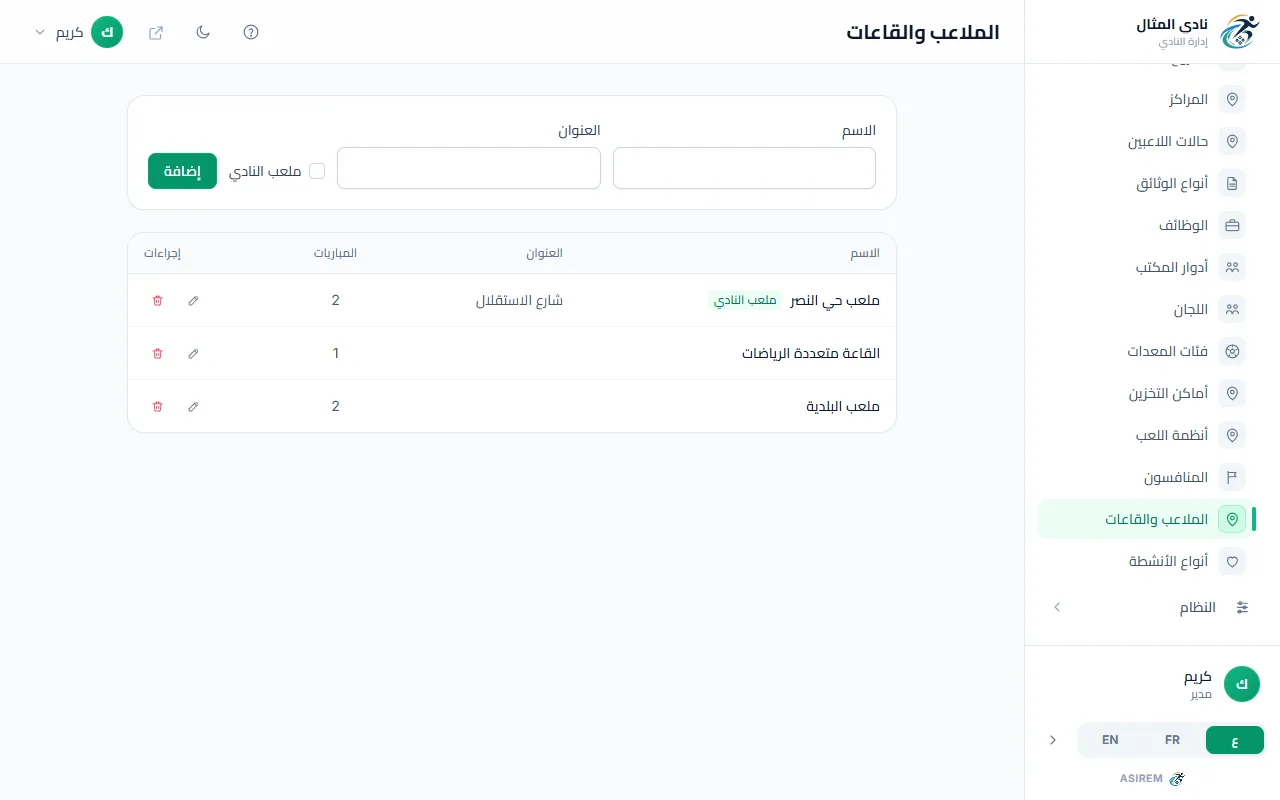 نادي المثال
إدارة النادي
المراكز
حالات اللاعبين
أنواع الوثائق
الوظائف
أدوار المكتب
اللجان
فئات المعدات
أماكن التخزين
أنظمة اللعب
المنافسون
الملاعب والقاعات
أنواع الأنشطة
النظام
ك
كريم
مدير
ع FR EN
ASIREM
الملاعب والقاعات
ك كريم
الاسم العنوان
ملعب النادي إضافة
الاسم العنوان المباريات إجراءات
ملعب حي النصر ملعب النادي شارع الاستقلال 2
القاعة متعددة الرياضات 1
ملعب البلدية 2